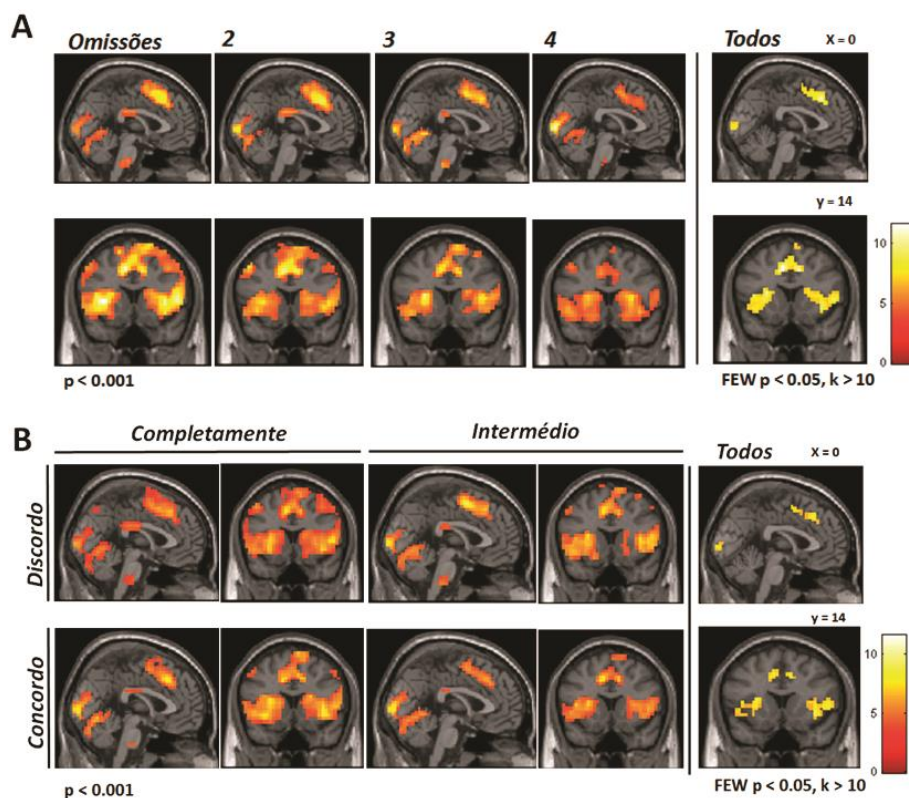 A
Omissões 2 3 4 Todos X = 0
y = 14
10
5
0
p < 0.001 FEW p < 0.05, k > 10
B
Completamente Intermédio Todos X = 0
Discordo
y = 14
Concordo
10
5
0
p < 0.001 FEW p < 0.05, k > 10